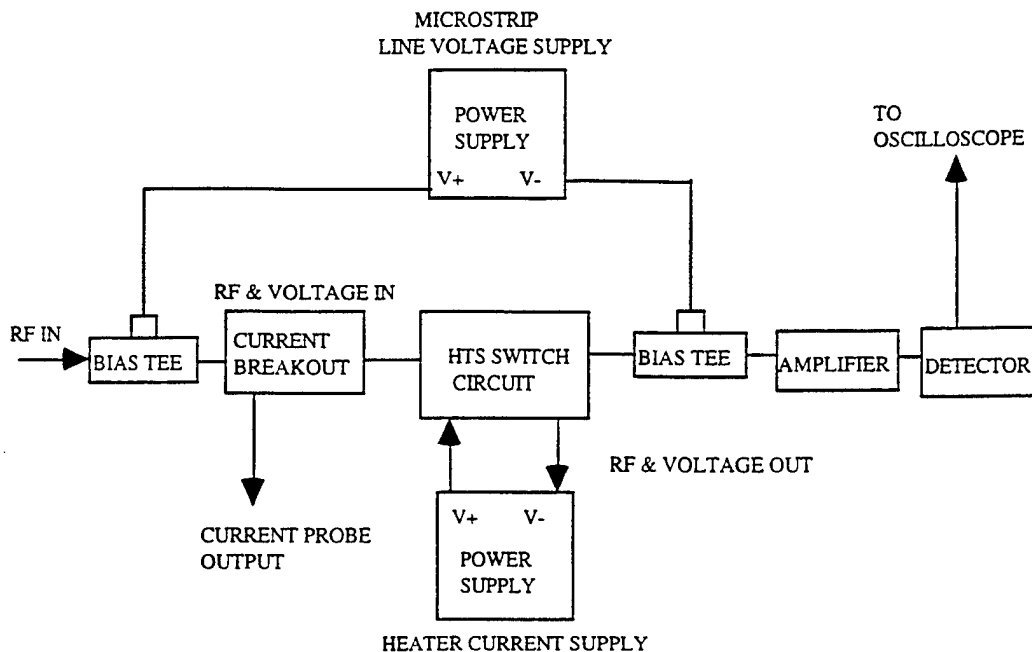 MICROSTRIP
LINE VOLTAGE SUPPLY
POWER
SUPPLY
V+ V-
TO
OSCILLOSCOPE
RF & VOLTAGE IN
RF IN
BIAS TEE
CURRENT
BREAKOUT
HTS SWITCH
CIRCUIT
BIAS TEE
AMPLIFIER
DETECTOR
RF & VOLTAGE OUT
CURRENT PROBE
OUTPUT
V+ V-
POWER
SUPPLY
HEATER CURRENT SUPPLY